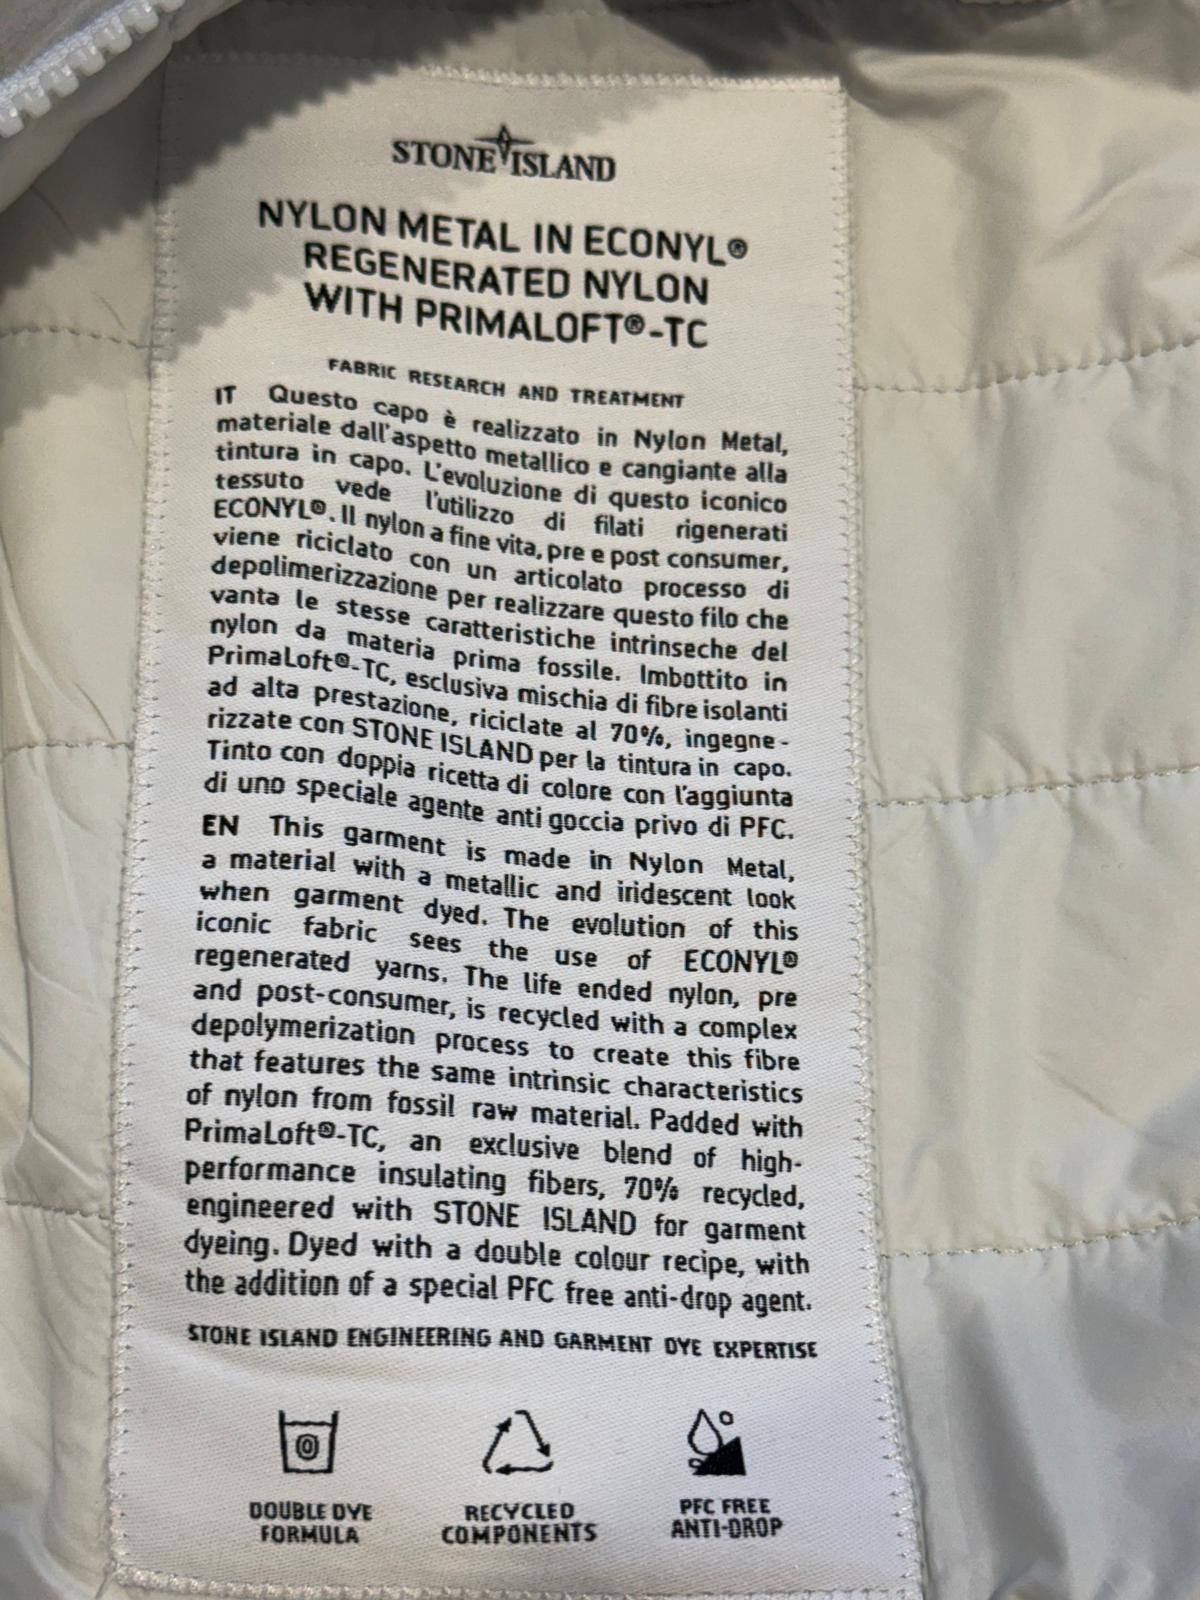 STONE ISLAND
NYLON METAL IN ECONYL®
REGENERATED NYLON
WITH PRIMALOFT®-TC
FABRIC RESEARCH AND TREATMENT
IT Questo capo è realizzato in Nylon Metal,
materiale dall'aspetto metallico e cangiante alla
tintura in capo. L'evoluzione di questo iconico
tessuto vede l'utilizzo di filati rigenerati
ECONYL®. Il nylon a fine vita, pre e post consumer,
viene riciclato con un articolato processo di
depolimerizzazione per realizzare questo filo che
vanta le stesse caratteristiche intrinseche del
nylon da materia prima fossile. Imbottito in
PrimaLoft®-TC, esclusiva mischia di fibre isolanti
ad alta prestazione, riciclate al 70%, ingegne-
rizzate con STONE ISLAND per la tintura in capo.
Tinto con doppia ricetta di colore con l'aggiunta
di uno speciale agente anti goccia privo di PFC.
EN This garment is made in Nylon Metal,
a material with a metallic and iridescent look
when garment dyed. The evolution of this
iconic fabric sees the use of ECONYL®
regenerated yarns. The life ended nylon, pre
and post-consumer, is recycled with a complex
depolymerization process to create this fibre
that features the same intrinsic characteristics
of nylon from fossil raw material. Padded with
PrimaLoft®-TC, an exclusive blend of high-
performance insulating fibers, 70% recycled,
engineered with STONE ISLAND for garment
dyeing. Dyed with a double colour recipe, with
the addition of a special PFC free anti-drop agent.
STONE ISLAND ENGINEERING AND GARMENT DYE EXPERTISE
DOUBLE DYE
FORMULA
RECYCLED
COMPONENTS
PFC FREE
ANTI-DROP